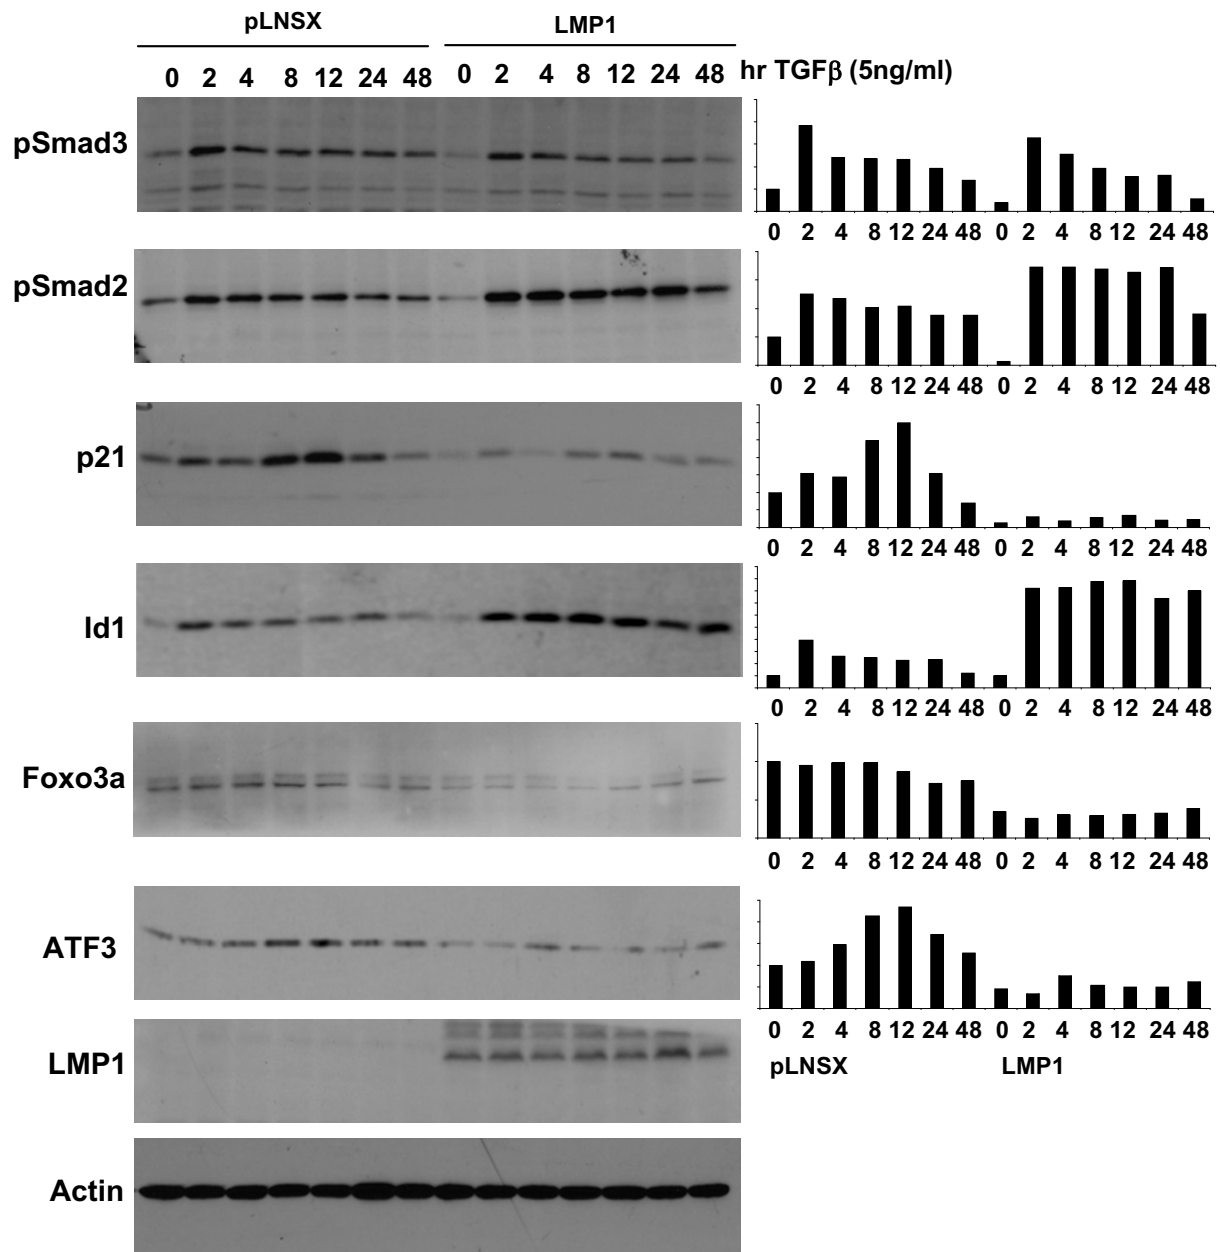 pLNSX LMP1
0 2 4 8 12 24 48 0 2 4 8 12 24 48 hr TGFβ (5ng/ml)
pSmad3
0 2 4 8 12 24 48 0 2 4 8 12 24 48
pSmad2
0 2 4 8 12 24 48 0 2 4 8 12 24 48
p21
0 2 4 8 12 24 48 0 2 4 8 12 24 48
Id1
0 2 4 8 12 24 48 0 2 4 8 12 24 48
Foxo3a
0 2 4 8 12 24 48 0 2 4 8 12 24 48
ATF3
0 2 4 8 12 24 48 0 2 4 8 12 24 48
LMP1
pLNSX LMP1
Actin